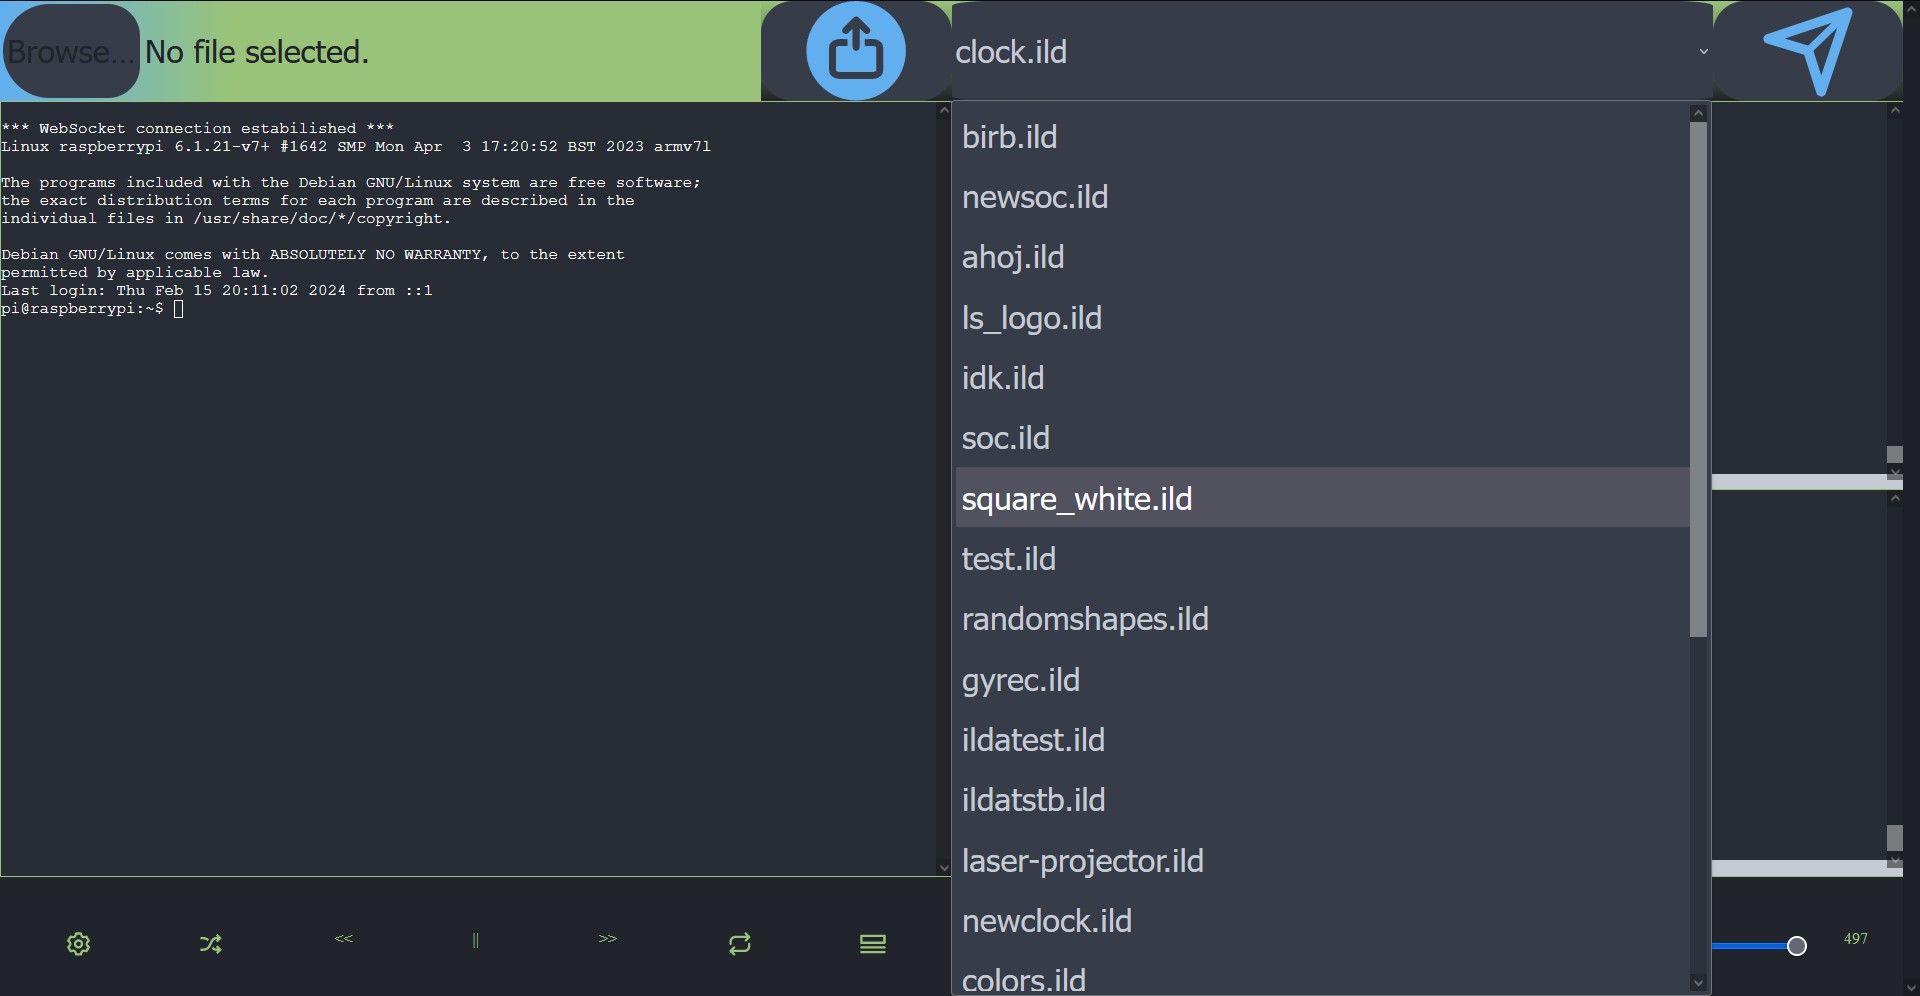 Browse... No file selected.
clock.ild
*** WebSocket connection estabilished ***
Linux raspberrypi 6.1.21-v7+ #1642 SMP Mon Apr  3 17:20:52 BST 2023 armv7l
The programs included with the Debian GNU/Linux system are free software;
the exact distribution terms for each program are described in the
individual files in /usr/share/doc/*/copyright.
Debian GNU/Linux comes with ABSOLUTELY NO WARRANTY, to the extent
permitted by applicable law.
Last login: Thu Feb 15 20:11:02 2024 from ::1
pi@raspberrypi:~$
birb.ild
newsoc.ild
ahoj.ild
ls_logo.ild
idk.ild
soc.ild
square_white.ild
test.ild
randomshapes.ild
gyrec.ild
ildatest.ild
ildatstb.ild
laser-projector.ild
newclock.ild
colors.ild
<< || >>
497